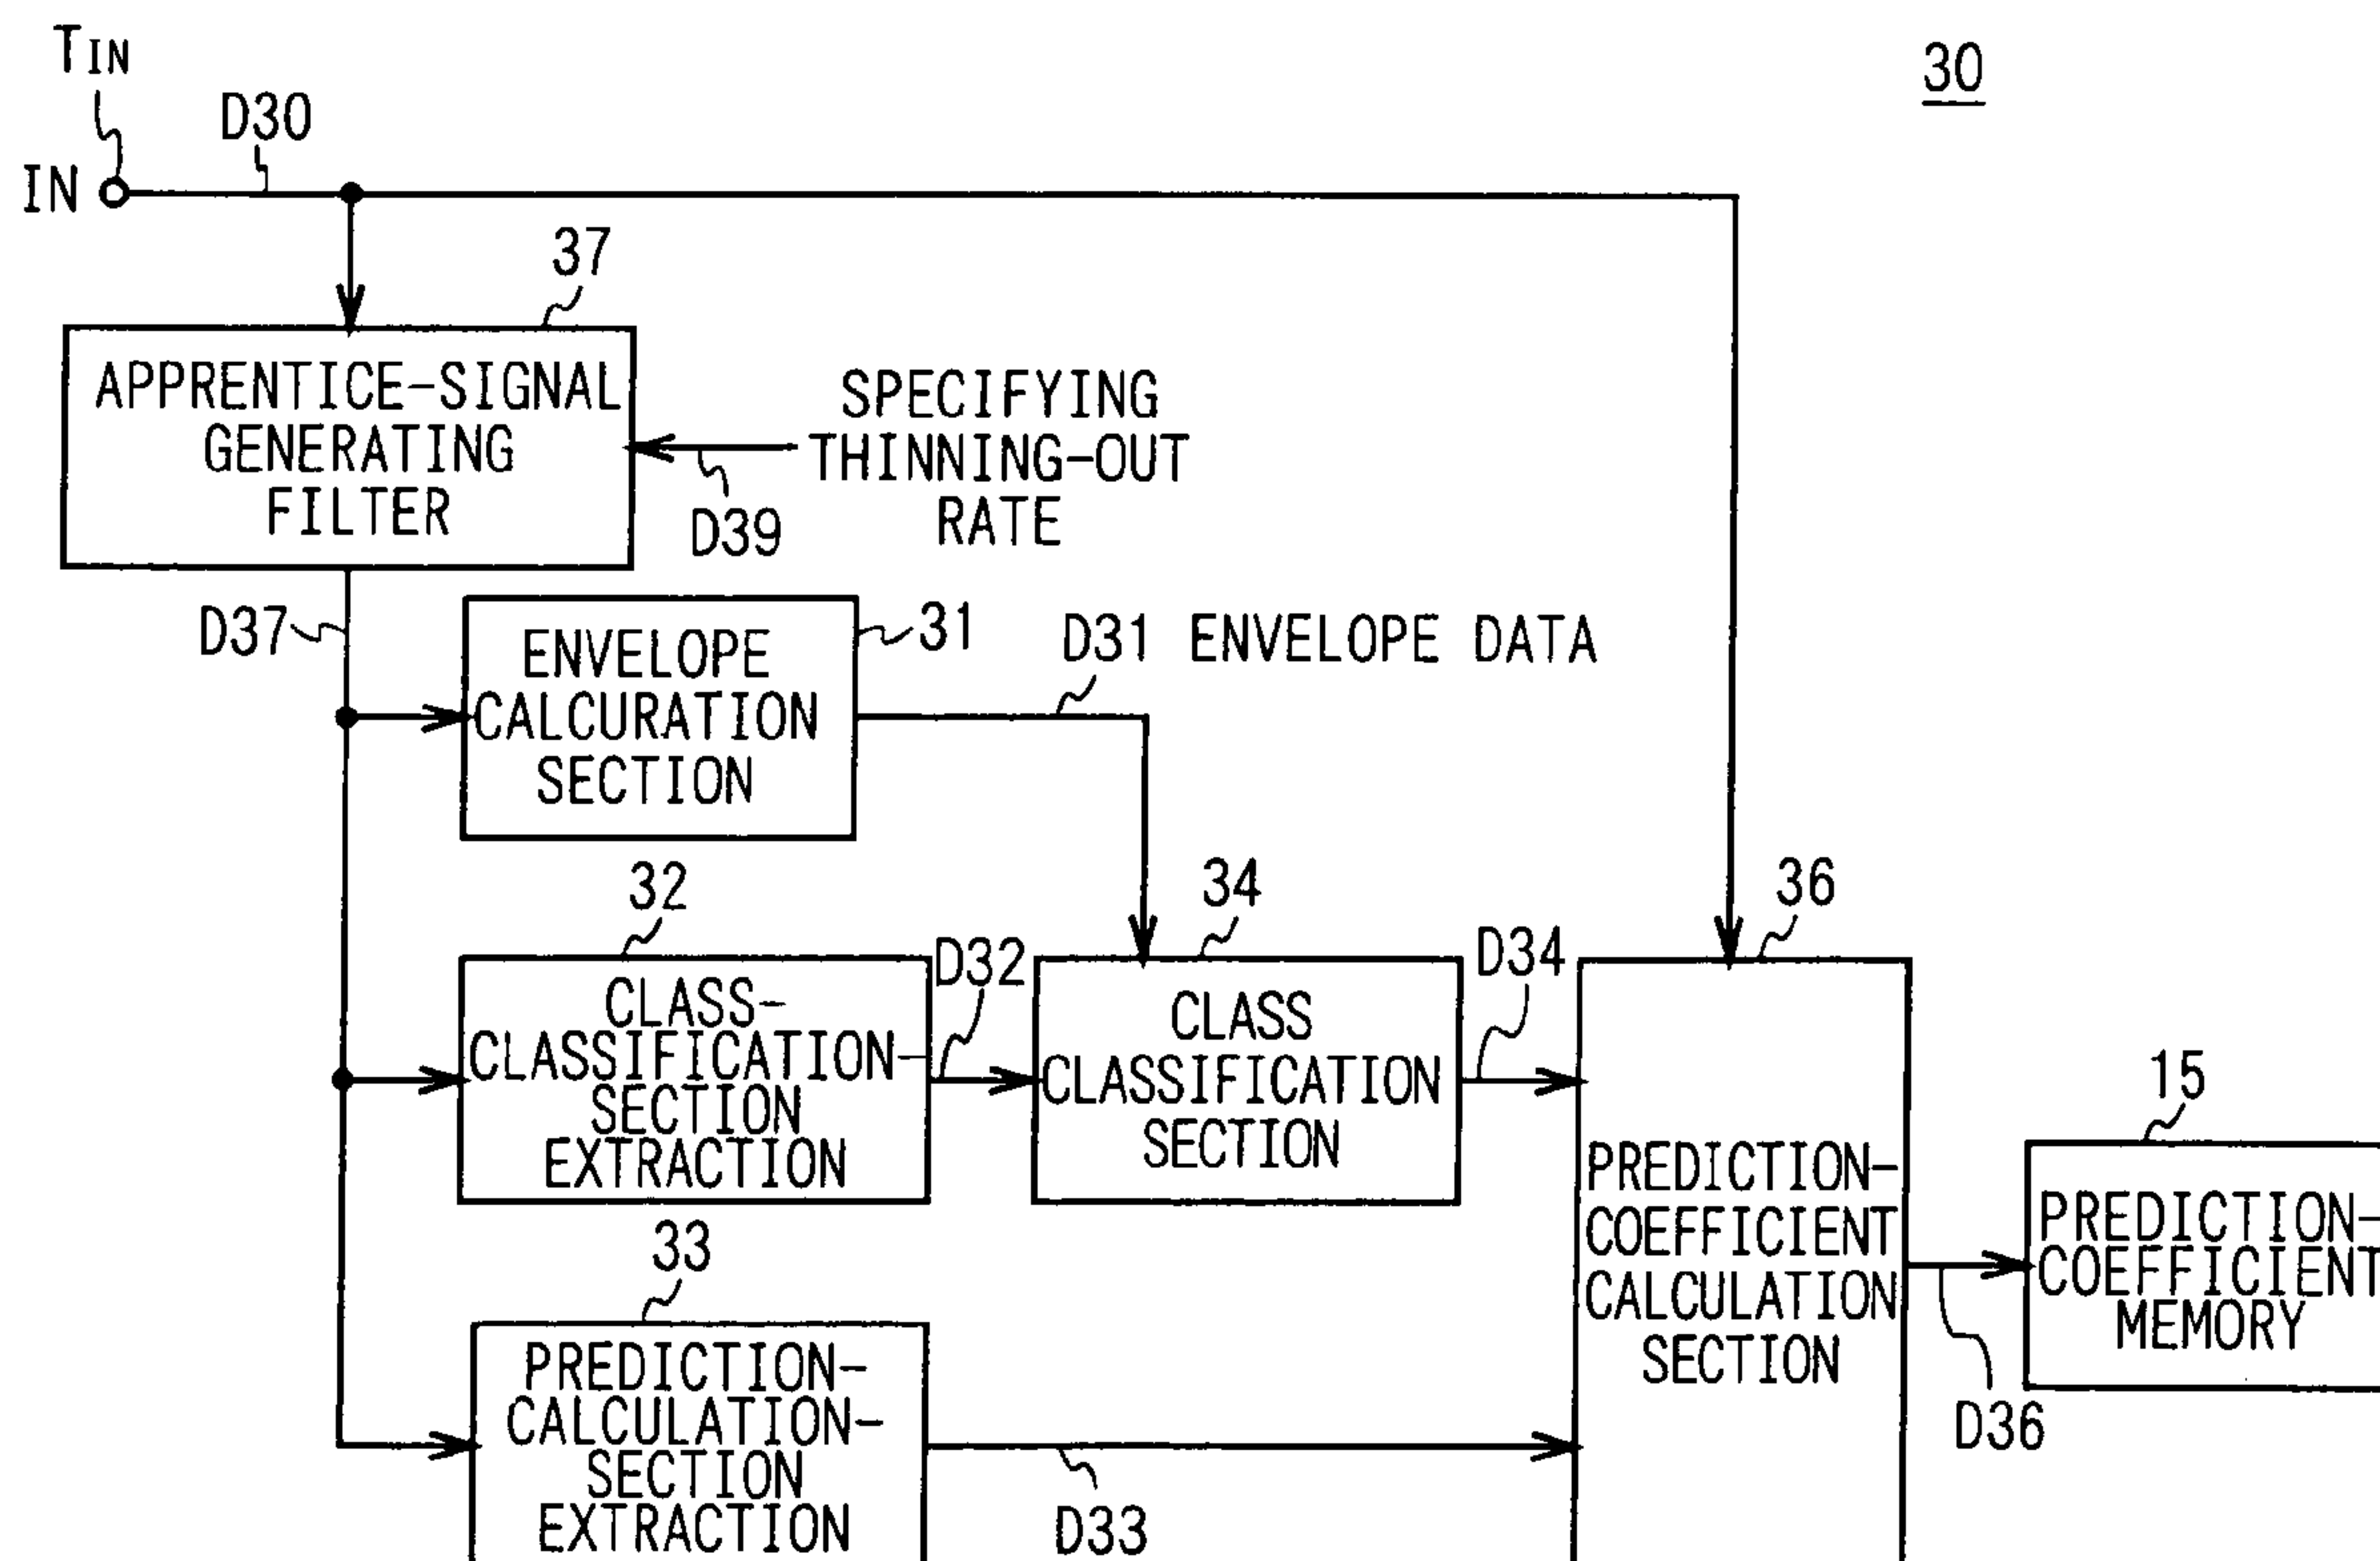 TIN
30
D30
IN
37
APPRENTICE-SIGNAL
GENERATING
FILTER
SPECIFYING
THINNING-OUT
RATE
D39
D37
31
ENVELOPE
CALCURATION
SECTION
D31 ENVELOPE DATA
32
34
36
D32
D34
CLASS-
CLASSIFICATION-
SECTION
EXTRACTION
CLASS
CLASSIFICATION
SECTION
15
PREDICTION-
COEFFICIENT
CALCULATION
SECTION
PREDICTION-
COEFFICIENT
MEMORY
33
PREDICTION-
CALCULATION-
SECTION
EXTRACTION
D36
D33